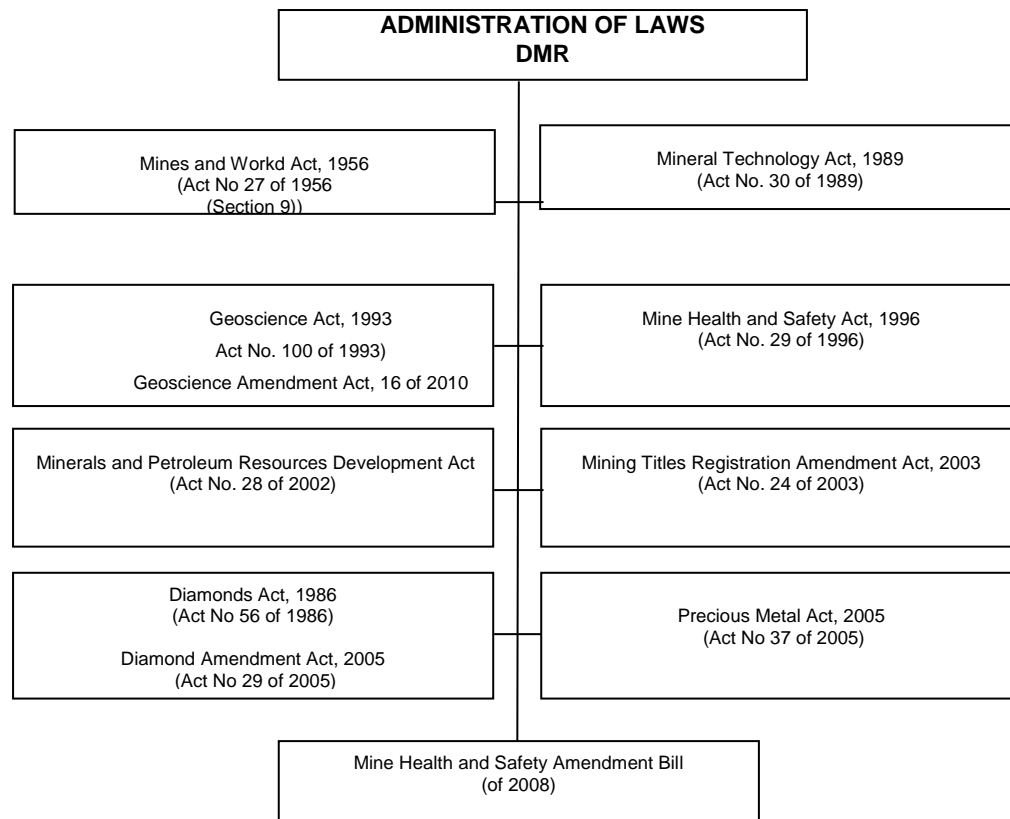 ADMINISTRATION OF LAWS
DMR
Mines and Workd Act, 1956
(Act No 27 of 1956
(Section 9))
Mineral Technology Act, 1989
(Act No. 30 of 1989)
Geoscience Act, 1993
Act No. 100 of 1993)
Geoscience Amendment Act, 16 of 2010
Mine Health and Safety Act, 1996
(Act No. 29 of 1996)
Minerals and Petroleum Resources Development Act
(Act No. 28 of 2002)
Mining Titles Registration Amendment Act, 2003
(Act No. 24 of 2003)
Diamonds Act, 1986
(Act No 56 of 1986)
Diamond Amendment Act, 2005
(Act No 29 of 2005)
Precious Metal Act, 2005
(Act No 37 of 2005)
Mine Health and Safety Amendment Bill
(of 2008)